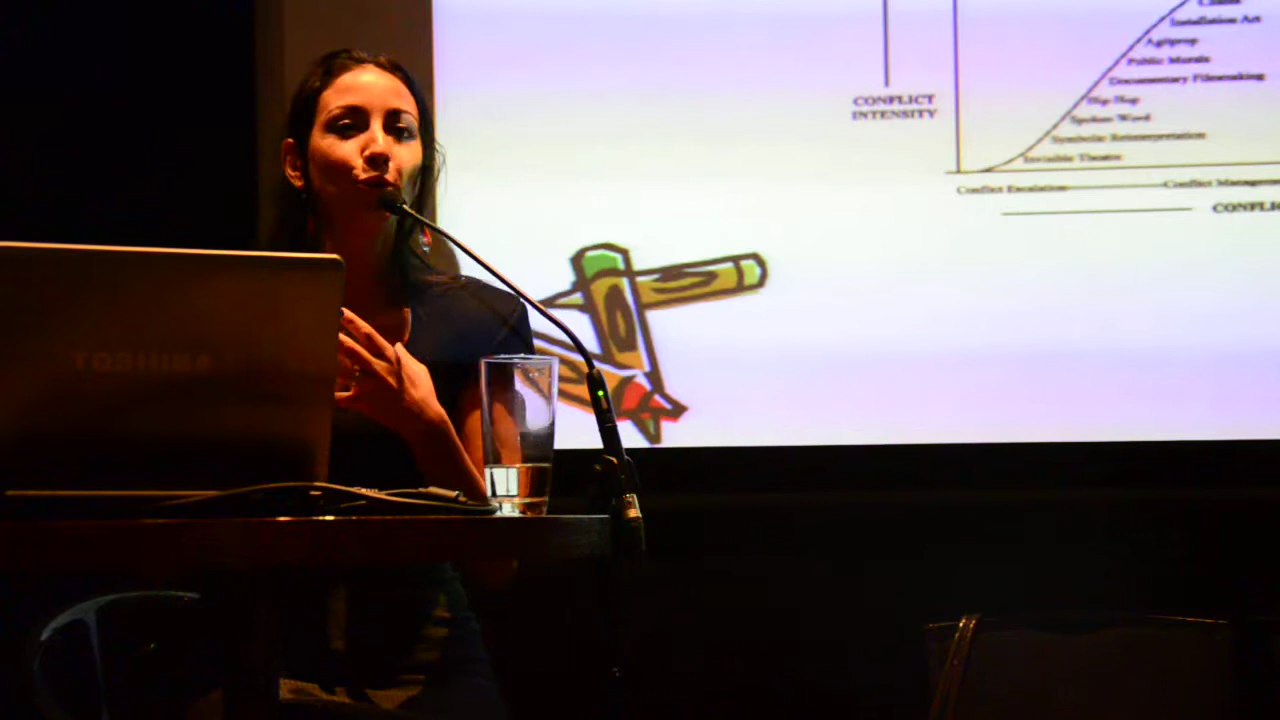 Installation Art
Agitprop
Public Murals
Documentary Filmmaking
CONFLICT
INTENSITY
Hip-Hop
Spoken Word
Symbolic Reinterpretation
Invisible Theatre
Conflict Escalation
Conflict Management
TOSHIBA